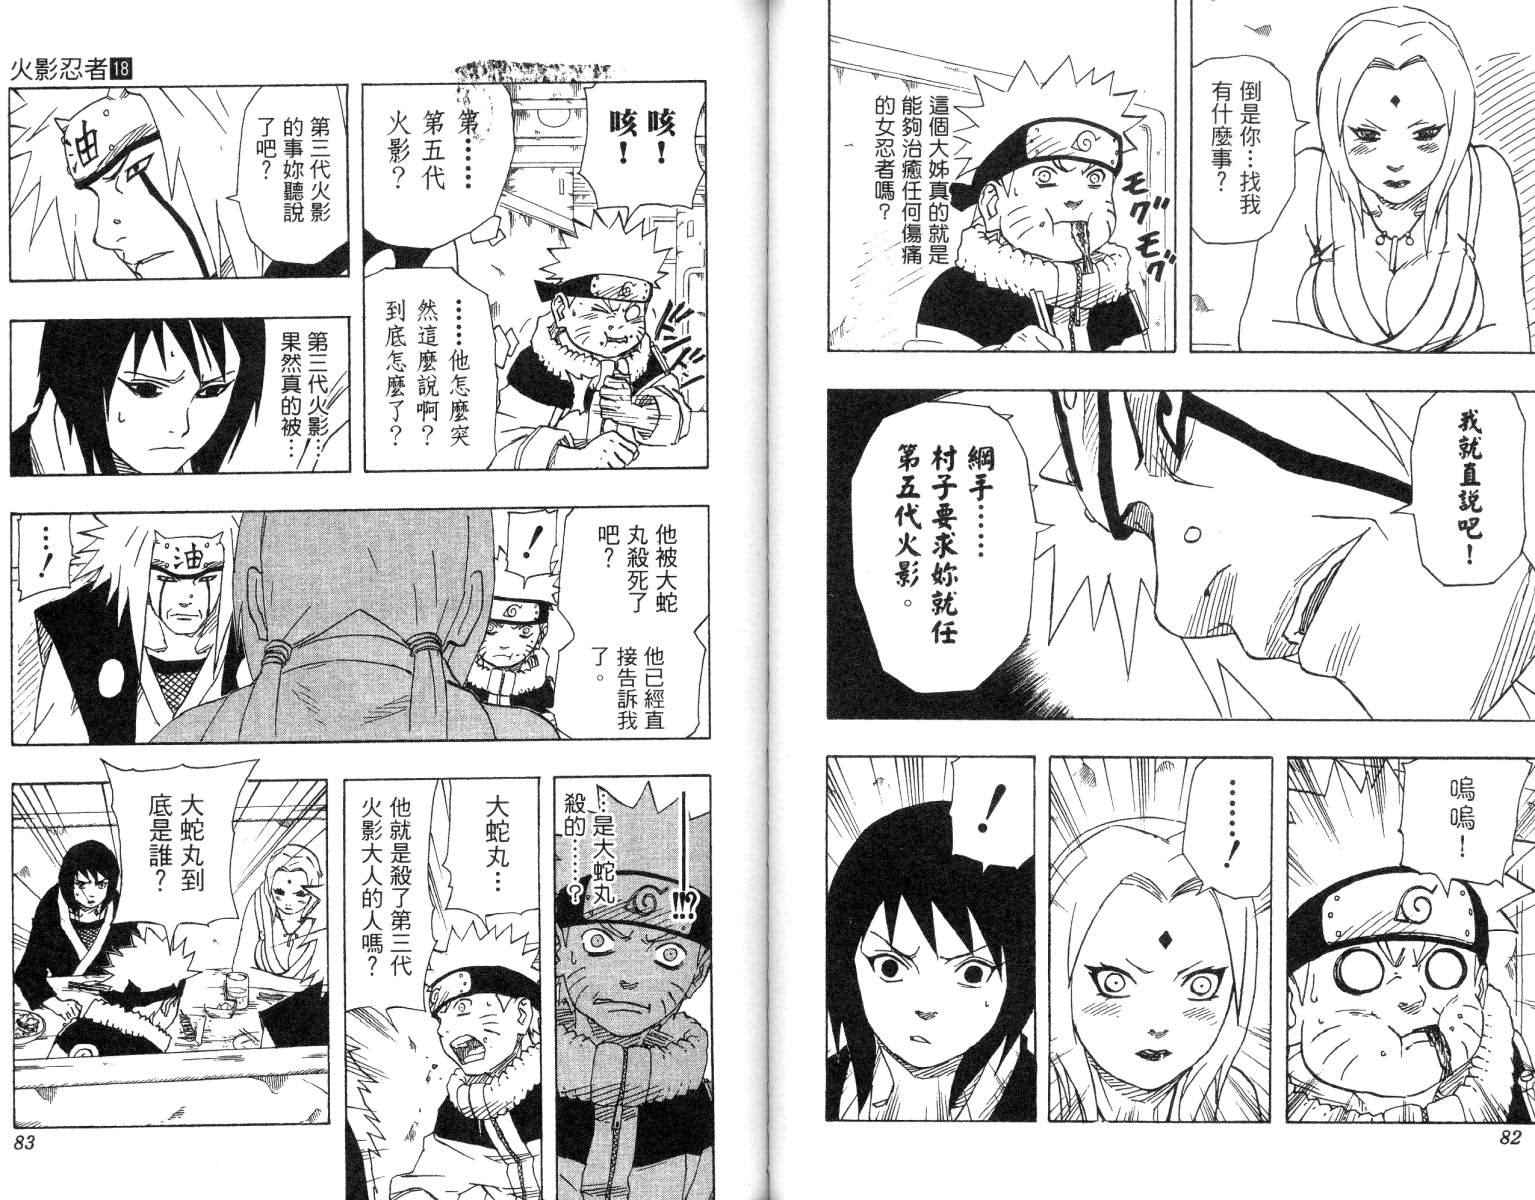 倒是你…找我
有什麼事？
這個大姊真的就是
能夠治癒任何傷痛
的女忍者嗎？
モグ
モグ
我就直說吧！
綱手……
村子要求妳就任
第五代火影。
嗚嗚！
……！
！
82
火影忍者18
咳！
咳！
第……
第五代
火影？
……他怎麼突
然這麼說啊？
到底怎麼了？
ドン
ドン
第三代火影
的事妳聽說
了吧？
油
第三代火影…
果然真的被…
他被大蛇
丸殺死了
吧？
他已經直
接告訴我
了。
！
油
…！
！！？
…是大蛇丸
殺的……？
大蛇丸…
他就是殺了第三代
火影大人的人嗎？
大蛇丸到
底是誰？
83